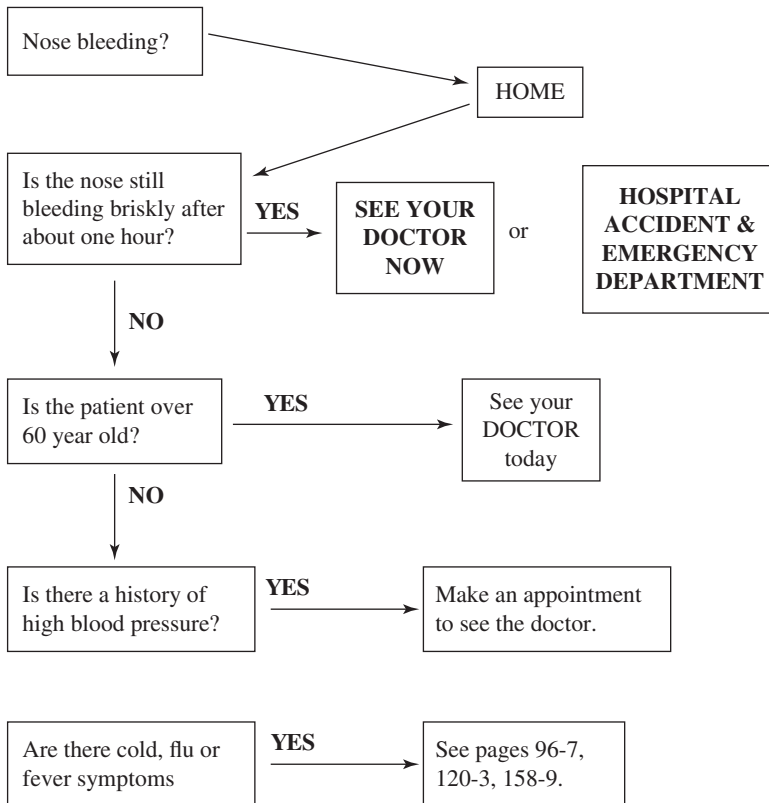 Nose bleeding?
HOME
Is the nose still
bleeding briskly after
about one hour?
YES
SEE YOUR
DOCTOR
NOW
or
HOSPITAL
ACCIDENT &
EMERGENCY
DEPARTMENT
NO
Is the patient over
60 year old?
YES
See your
DOCTOR
today
NO
Is there a history of
high blood pressure?
YES
Make an appointment
to see the doctor.
Are there cold, flu or
fever symptoms
YES
See pages 96-7,
120-3, 158-9.